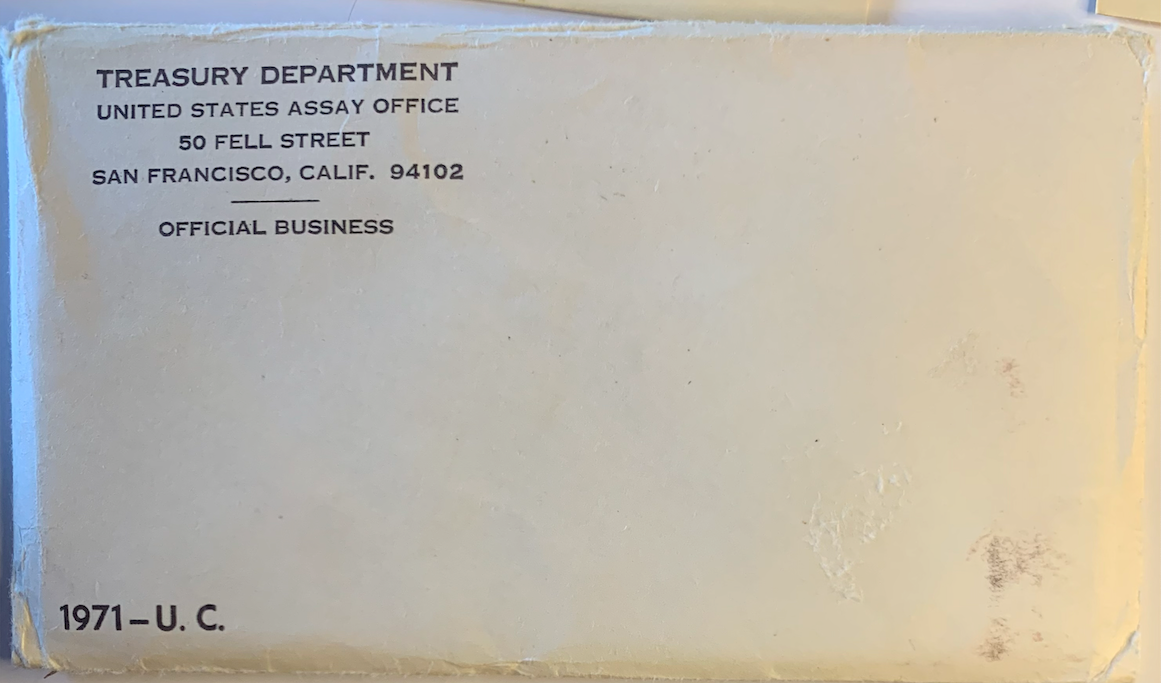 TREASURY DEPARTMENT
UNITED STATES ASSAY OFFICE
50 FELL STREET
SAN FRANCISCO, CALIF. 94102
OFFICIAL BUSINESS
1971–U. C.